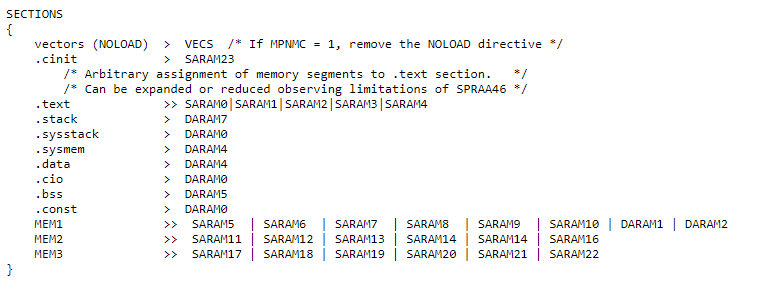 SECTIONS
{
    vectors (NOLOAD)  >  VECS  /* If MPNMC = 1, remove the NOLOAD directive */
    .cinit            >  SARAM23
        /* Arbitrary assignment of memory segments to .text section.   */
        /* Can be expanded or reduced observing limitations of SPRAA46 */
    .text             >> SARAM0|SARAM1|SARAM2|SARAM3|SARAM4
    .stack            >  DARAM7
    .sysstack         >  DARAM0
    .sysmem           >  DARAM4
    .data             >  DARAM4
    .cio              >  DARAM0
    .bss              >  DARAM5
    .const            >  DARAM0
    MEM1              >>  SARAM5  | SARAM6  | SARAM7  | SARAM8  | SARAM9  | SARAM10 | DARAM1 | DARAM2
    MEM2              >>  SARAM11 | SARAM12 | SARAM13 | SARAM14 | SARAM14 | SARAM16
    MEM3              >>  SARAM17 | SARAM18 | SARAM19 | SARAM20 | SARAM21 | SARAM22
}